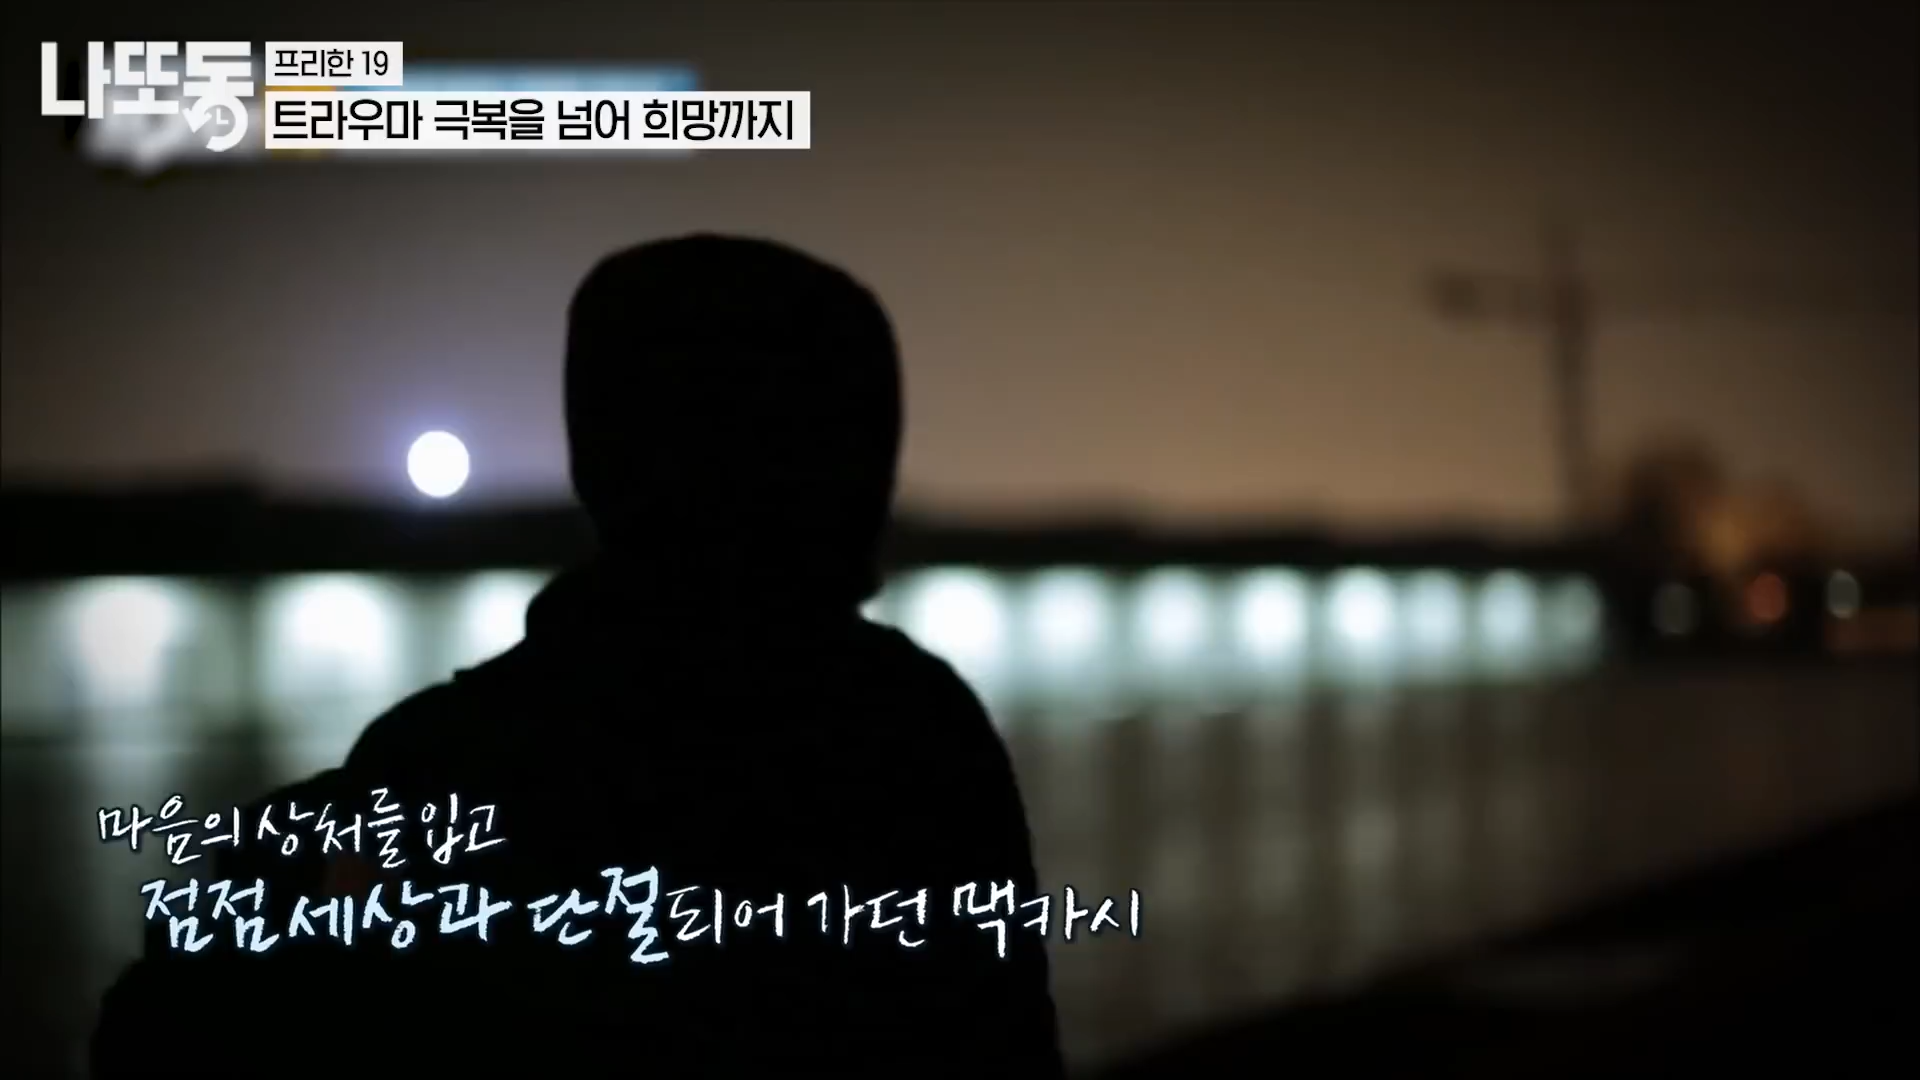 나또동
프리한 19
트라우마 극복을 넘어 희망까지
마음의 상처를 입고
점점 세상과 단절되어 가던 맥카시